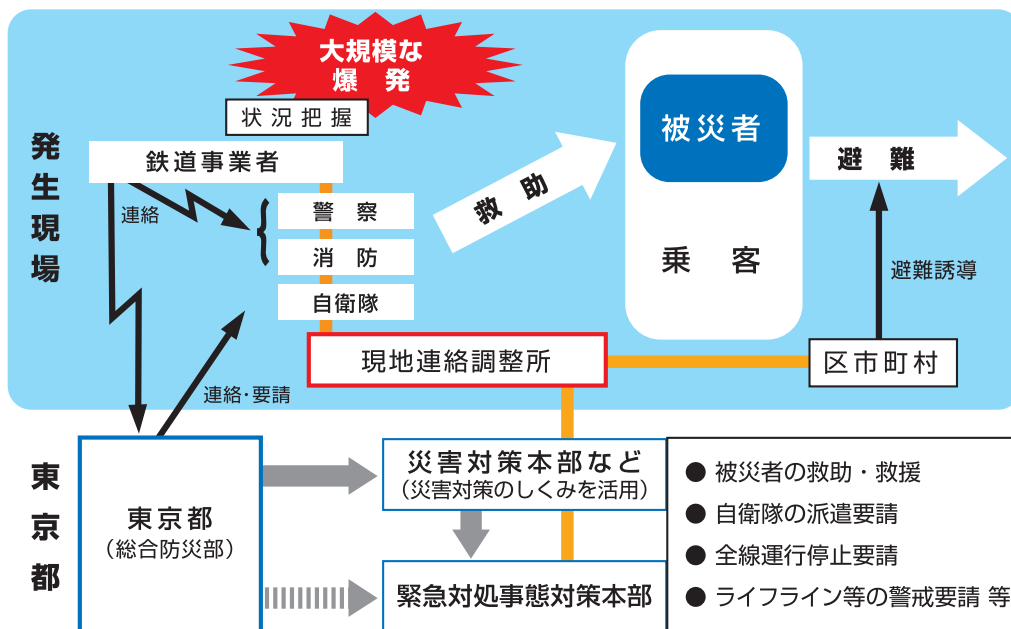 大規模な
爆発
状況把握
発生現場
鉄道事業者
連絡
警察
消防
自衛隊
救助
被災者
乗客
避難
避難誘導
現地連絡調整所
区市町村
連絡・要請
東京都
東京都
(総合防災部)
災害対策本部など
(災害対策のしくみを活用)
緊急対処事態対策本部
● 被災者の救助・救援
● 自衛隊の派遣要請
● 全線運行停止要請
● ライフライン等の警戒要請 等